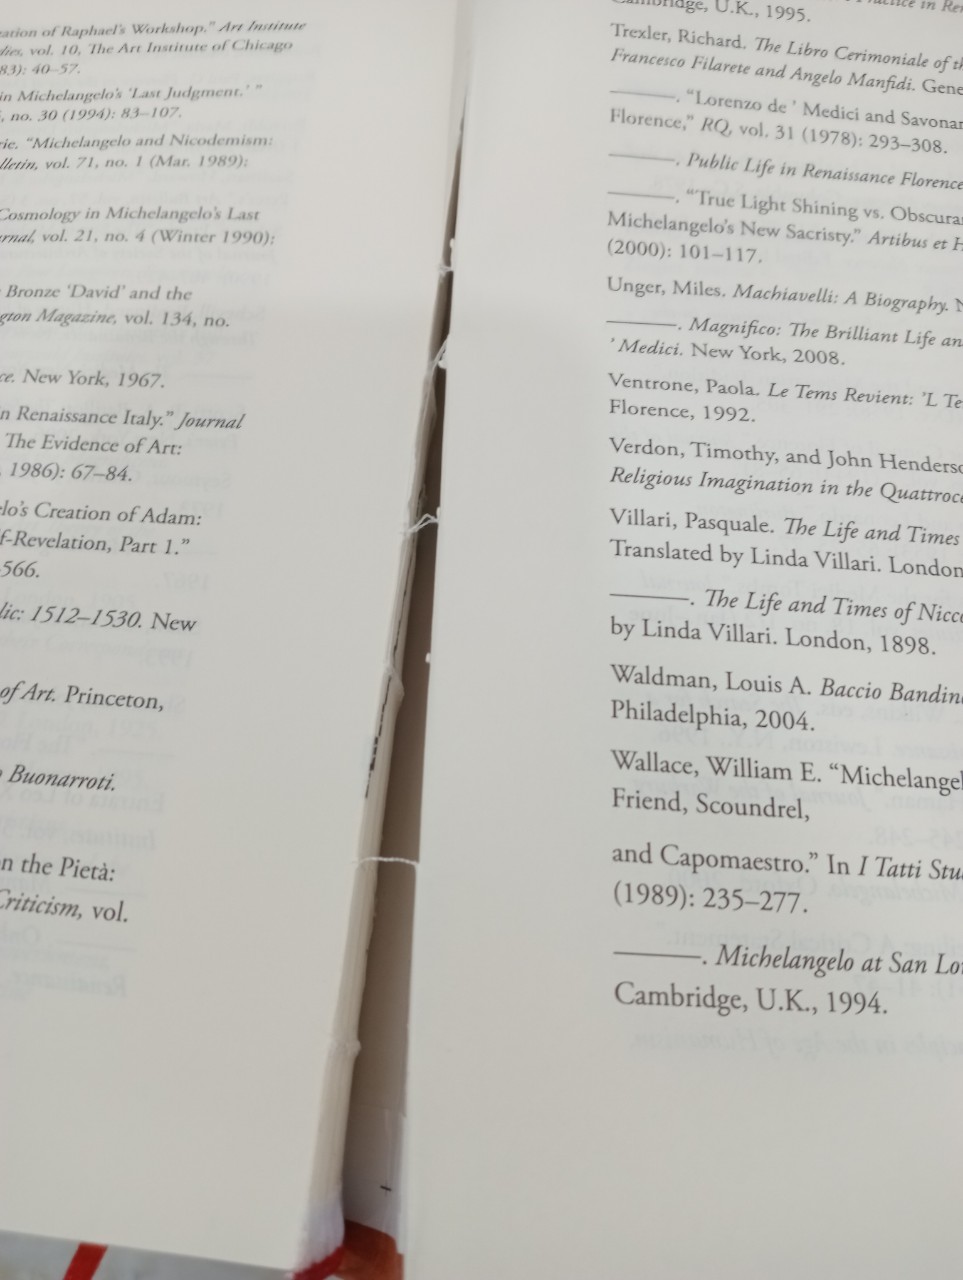 ation of Raphael's Workshop." Art Institute
dies, vol. 10, The Art Institute of Chicago
83): 40–57.
in Michelangelo's 'Last Judgment.' "
, no. 30 (1994): 83–107.
rie. "Michelangelo and Nicodemism:
lletin, vol. 71, no. 1 (Mar. 1989):
Cosmology in Michelangelo's Last
rnal, vol. 21, no. 4 (Winter 1990):
Bronze 'David' and the
gton Magazine, vol. 134, no.
ce. New York, 1967.
n Renaissance Italy." Journal
The Evidence of Art:
, 1986): 67–84.
elo's Creation of Adam:
f-Revelation, Part 1."
566.
lic: 1512–1530. New
of Art. Princeton,
Buonarroti.
on the Pietà:
Criticism, vol.
Cambridge, U.K., 1995.
Trexler, Richard. The Libro Cerimoniale of th
Francesco Filarete and Angelo Manfidi. Gene
———. "Lorenzo de ' Medici and Savonar
Florence," RQ, vol. 31 (1978): 293–308.
———. Public Life in Renaissance Florence
———. "True Light Shining vs. Obscura
Michelangelo's New Sacristy." Artibus et H
(2000): 101–117.
Unger, Miles. Machiavelli: A Biography. N
———. Magnifico: The Brilliant Life an
' Medici. New York, 2008.
Ventrone, Paola. Le Tems Revient: 'L Te
Florence, 1992.
Verdon, Timothy, and John Henderso
Religious Imagination in the Quattroce
Villari, Pasquale. The Life and Times
Translated by Linda Villari. London
———. The Life and Times of Nicc
by Linda Villari. London, 1898.
Waldman, Louis A. Baccio Bandin
Philadelphia, 2004.
Wallace, William E. "Michelangel
Friend, Scoundrel,
and Capomaestro." In I Tatti Stu
(1989): 235–277.
———. Michelangelo at San Lo
Cambridge, U.K., 1994.